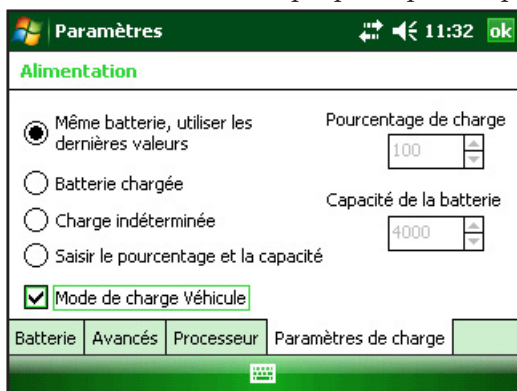 Paramètres 11:32 ok
Alimentation
Même batterie, utiliser les
dernières valeurs
Batterie chargée
Charge indéterminée
Saisir le pourcentage et la capacité
Pourcentage de charge
100
Capacité de la batterie
4000
Mode de charge Véhicule
Batterie Avancés Processeur Paramètres de charge